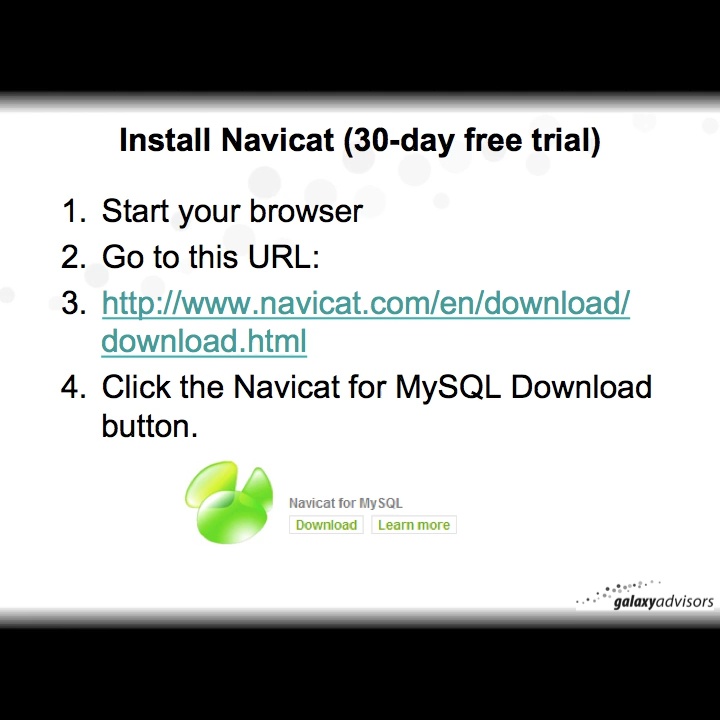 Install Navicat (30-day free trial)
1. Start your browser
2. Go to this URL:
3. http://www.navicat.com/en/download/
download.html
4. Click the Navicat for MySQL Download
button.
Navicat for MySQL
Download Learn more
galaxyadvisors